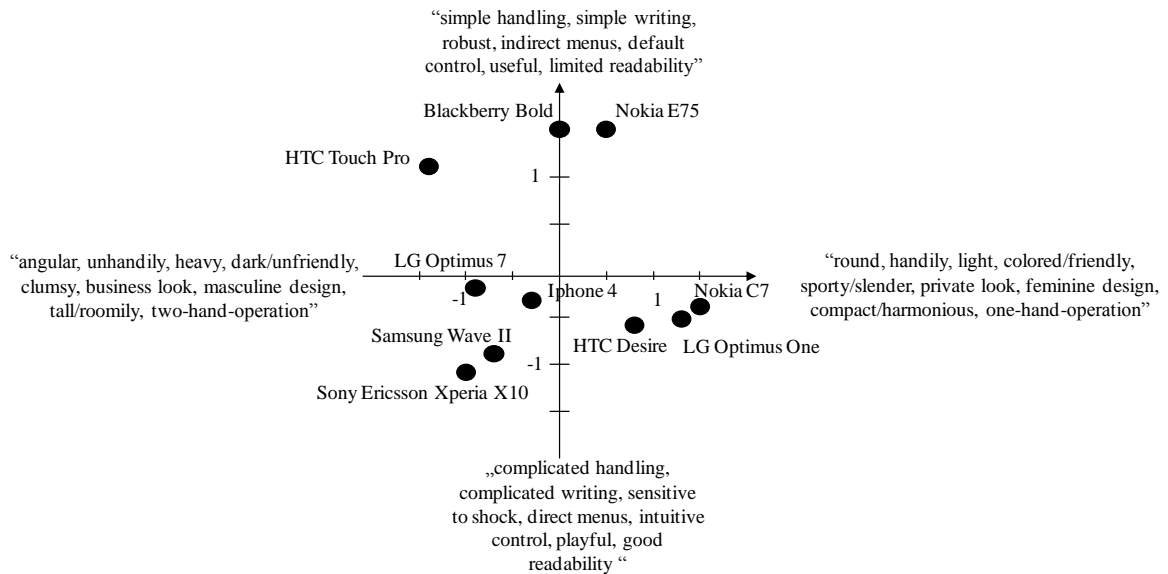 “simple handling, simple writing,
robust, indirect menus, default
control, useful, limited readability”
Blackberry Bold
Nokia E75
HTC Touch Pro
1
“angular, unhandily, heavy, dark/unfriendly,
clumsy, business look, masculine design,
tall/roomily, two-hand-operation”
LG Optimus 7
“round, handily, light, colored/friendly,
sporty/slender, private look, feminine design,
compact/harmonious, one-hand-operation”
-1
Iphone 4
1
Nokia C7
Samsung Wave II
HTC Desire
LG Optimus One
-1
Sony Ericsson Xperia X10
„complicated handling,
complicated writing, sensitive
to shock, direct menus, intuitive
control, playful, good
readability “